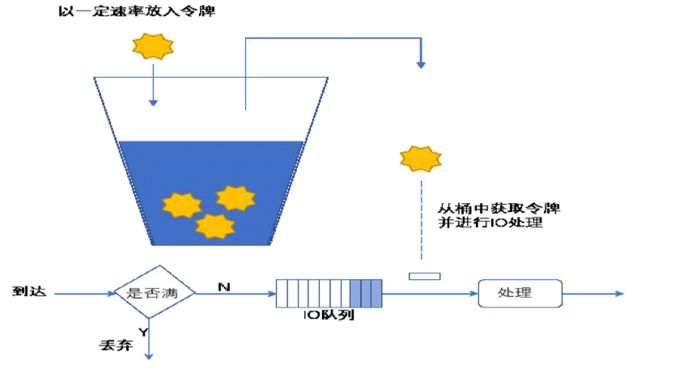 以一定速率放入令牌
从桶中获取令牌
并进行IO处理
到达
是否满
N
IO队列
处理
Y
丢弃